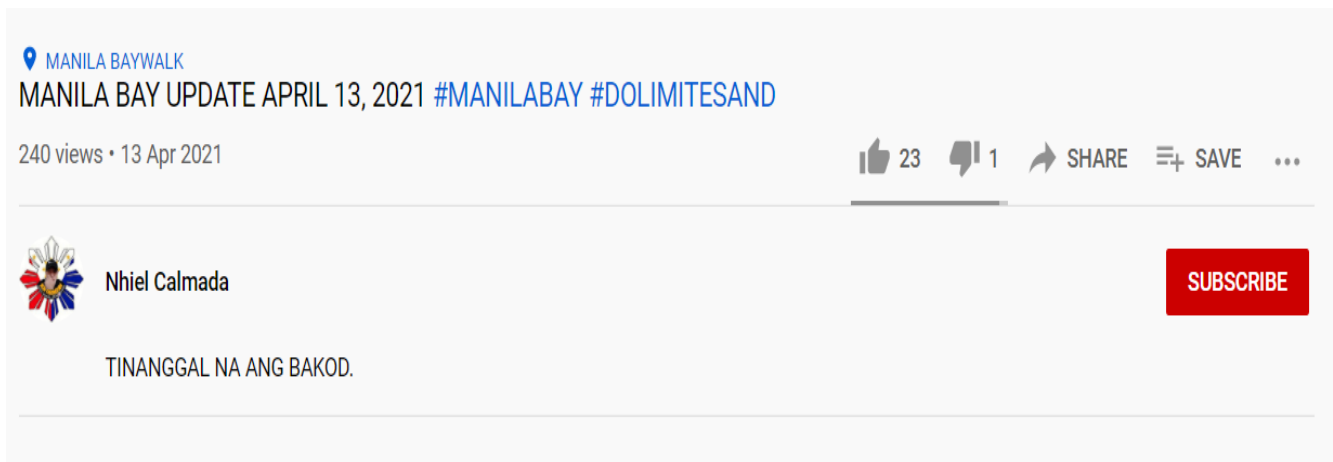 MANILA BAYWALK
MANILA BAY UPDATE APRIL 13, 2021 #MANILABAY #DOLIMITESAND
240 views • 13 Apr 2021 23 1 SHARE SAVE
Nhiel Calmada SUBSCRIBE
TINANGGAL NA ANG BAKOD.